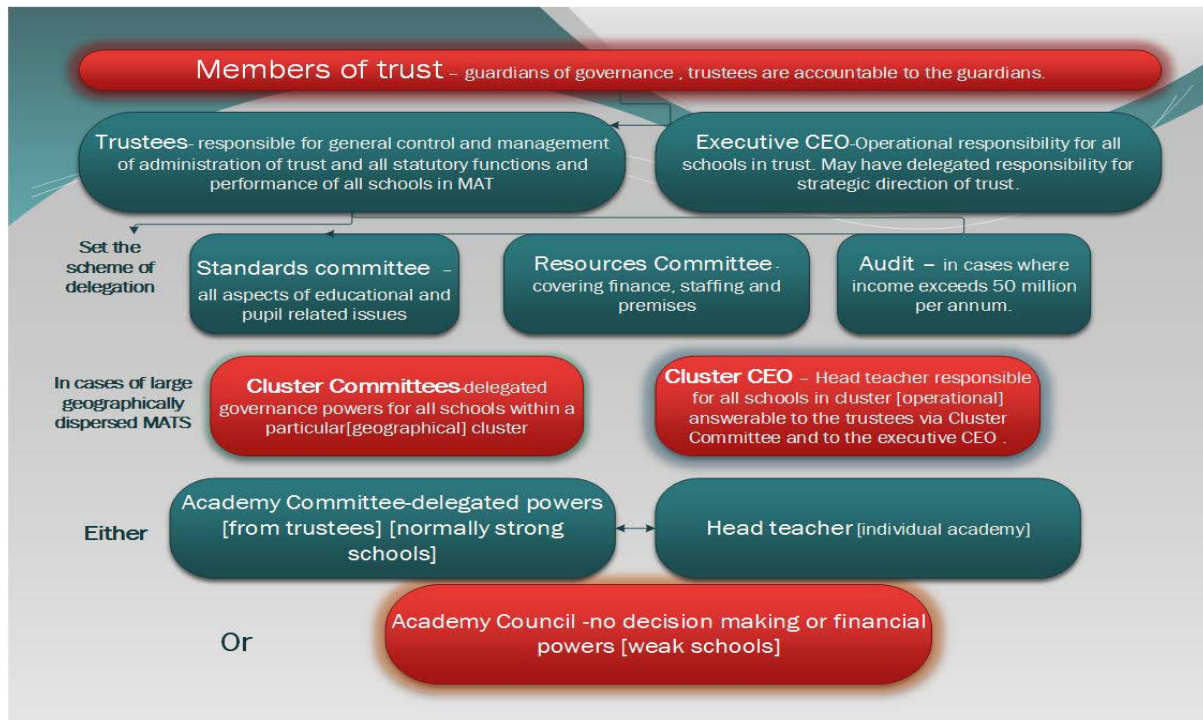 Members of trust – guardians of governance , trustees are accountable to the guardians.
Trustees- responsible for general control and management
of administration of trust and all statutory functions and
performance of all schools in MAT
Executive CEO-Operational responsibility for all
schools in trust. May have delegated responsibility for
strategic direction of trust.
Set the
scheme of
delegation
Standards committee –
all aspects of educational and
pupil related issues
Resources Committee-
covering finance, staffing and
premises
Audit – in cases where
income exceeds 50 million
per annum.
In cases of large
geographically
dispersed MATS
Cluster Committees-delegated
governance powers for all schools within a
particular[geographical] cluster
Cluster CEO – Head teacher responsible
for all schools in cluster [operational]
answerable to the trustees via Cluster
Committee and to the executive CEO .
Either
Academy Committee-delegated powers
[from trustees] [normally strong
schools]
Head teacher [individual academy]
Or
Academy Council -no decision making or financial
powers [weak schools]